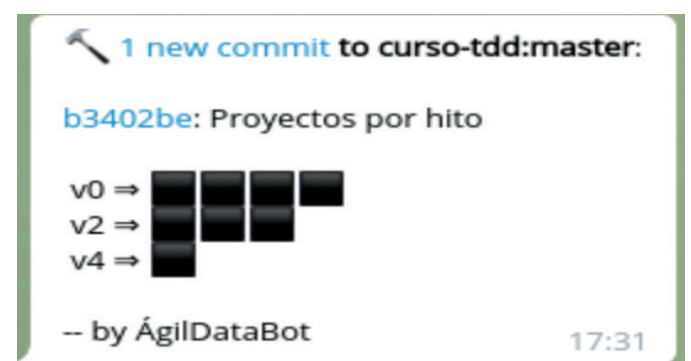 🔨 1 new commit to curso-tdd:master:
b3402be: Proyectos por hito
v0 ⇒ ⬛⬛⬛⬛
v2 ⇒ ⬛⬛⬛
v4 ⇒ ⬛
-- by ÁgilDataBot
17:31